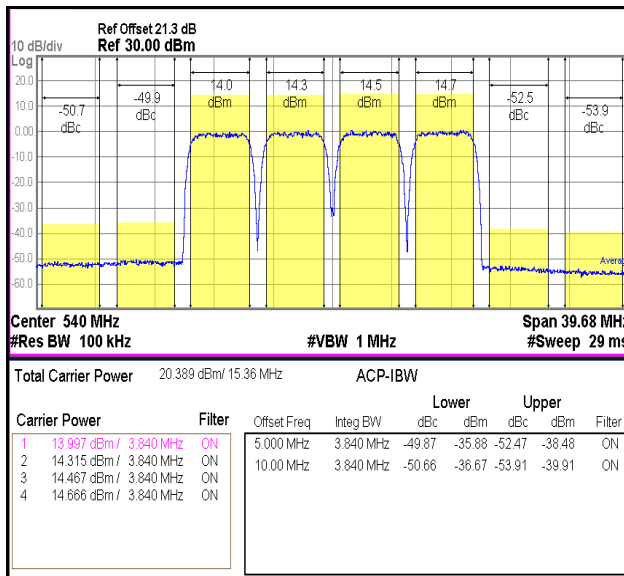 Ref Offset 21.3 dB
10 dB/div Ref 30.00 dBm
Log
20.0
10.0
0.00
-10.0
-20.0
-30.0
-40.0
-50.0
-60.0
-50.7 dBc
-49.9 dBc
14.0 dBm
14.3 dBm
14.5 dBm
14.7 dBm
-52.5 dBc
-53.9 dBc
Averag
Center 540 MHz Span 39.68 MHz
#Res BW 100 kHz #VBW 1 MHz #Sweep 29 ms
Total Carrier Power 20.389 dBm/ 15.36 MHz ACP-IBW
Lower Upper
Carrier Power Filter Offset Freq Integ BW dBc dBm dBc dBm Filter
1 13.997 dBm / 3.840 MHz ON 5.000 MHz 3.840 MHz -49.87 -35.88 -52.47 -38.48 ON
2 14.315 dBm / 3.840 MHz ON 10.00 MHz 3.840 MHz -50.66 -36.67 -53.91 -39.91 ON
3 14.467 dBm / 3.840 MHz ON
4 14.666 dBm / 3.840 MHz ON